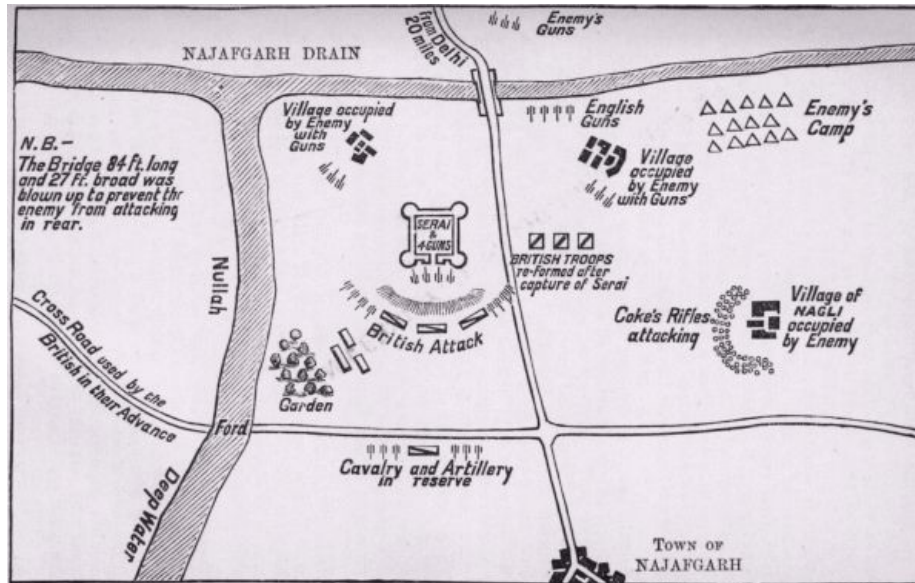 from Delhi
20 miles
Enemy's
Guns
NAJAFGARH DRAIN
Village occupied
by Enemy
with Guns
English
Guns
Enemy's
Camp
N.B.—
The Bridge 84 ft. long
and 27 ft. broad was
blown up to prevent the
enemy from attacking
in rear.
Village
occupied
by Enemy
with Guns
SERAI
&
4 GUNS
BRITISH TROOPS
re-formed after
capture of Serai
Nullah
British Attack
Coke's Rifles
attacking
Village of
NAGLI
occupied
by Enemy
Cross Road used by the
British in their Advance
Garden
Ford
Cavalry and Artillery
in reserve
Deep Water
TOWN OF
NAJAFGARH